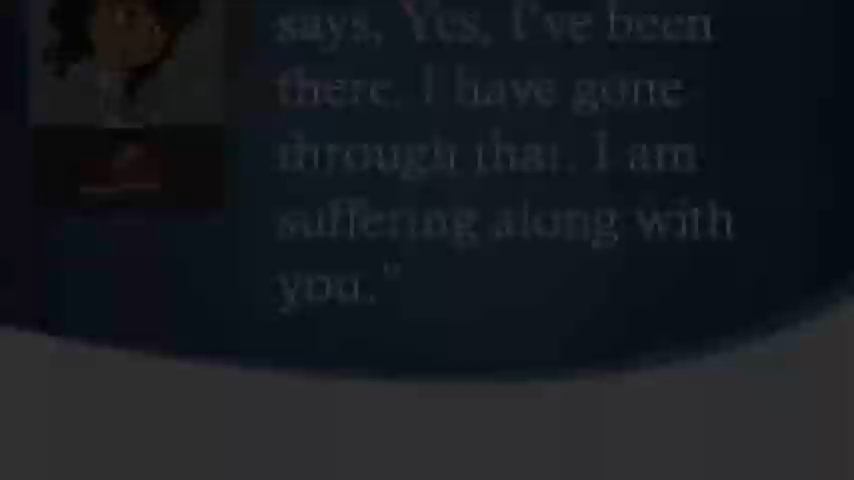 says, Yes, I've been
there. I have gone
through that. I am
suffering along with
you."